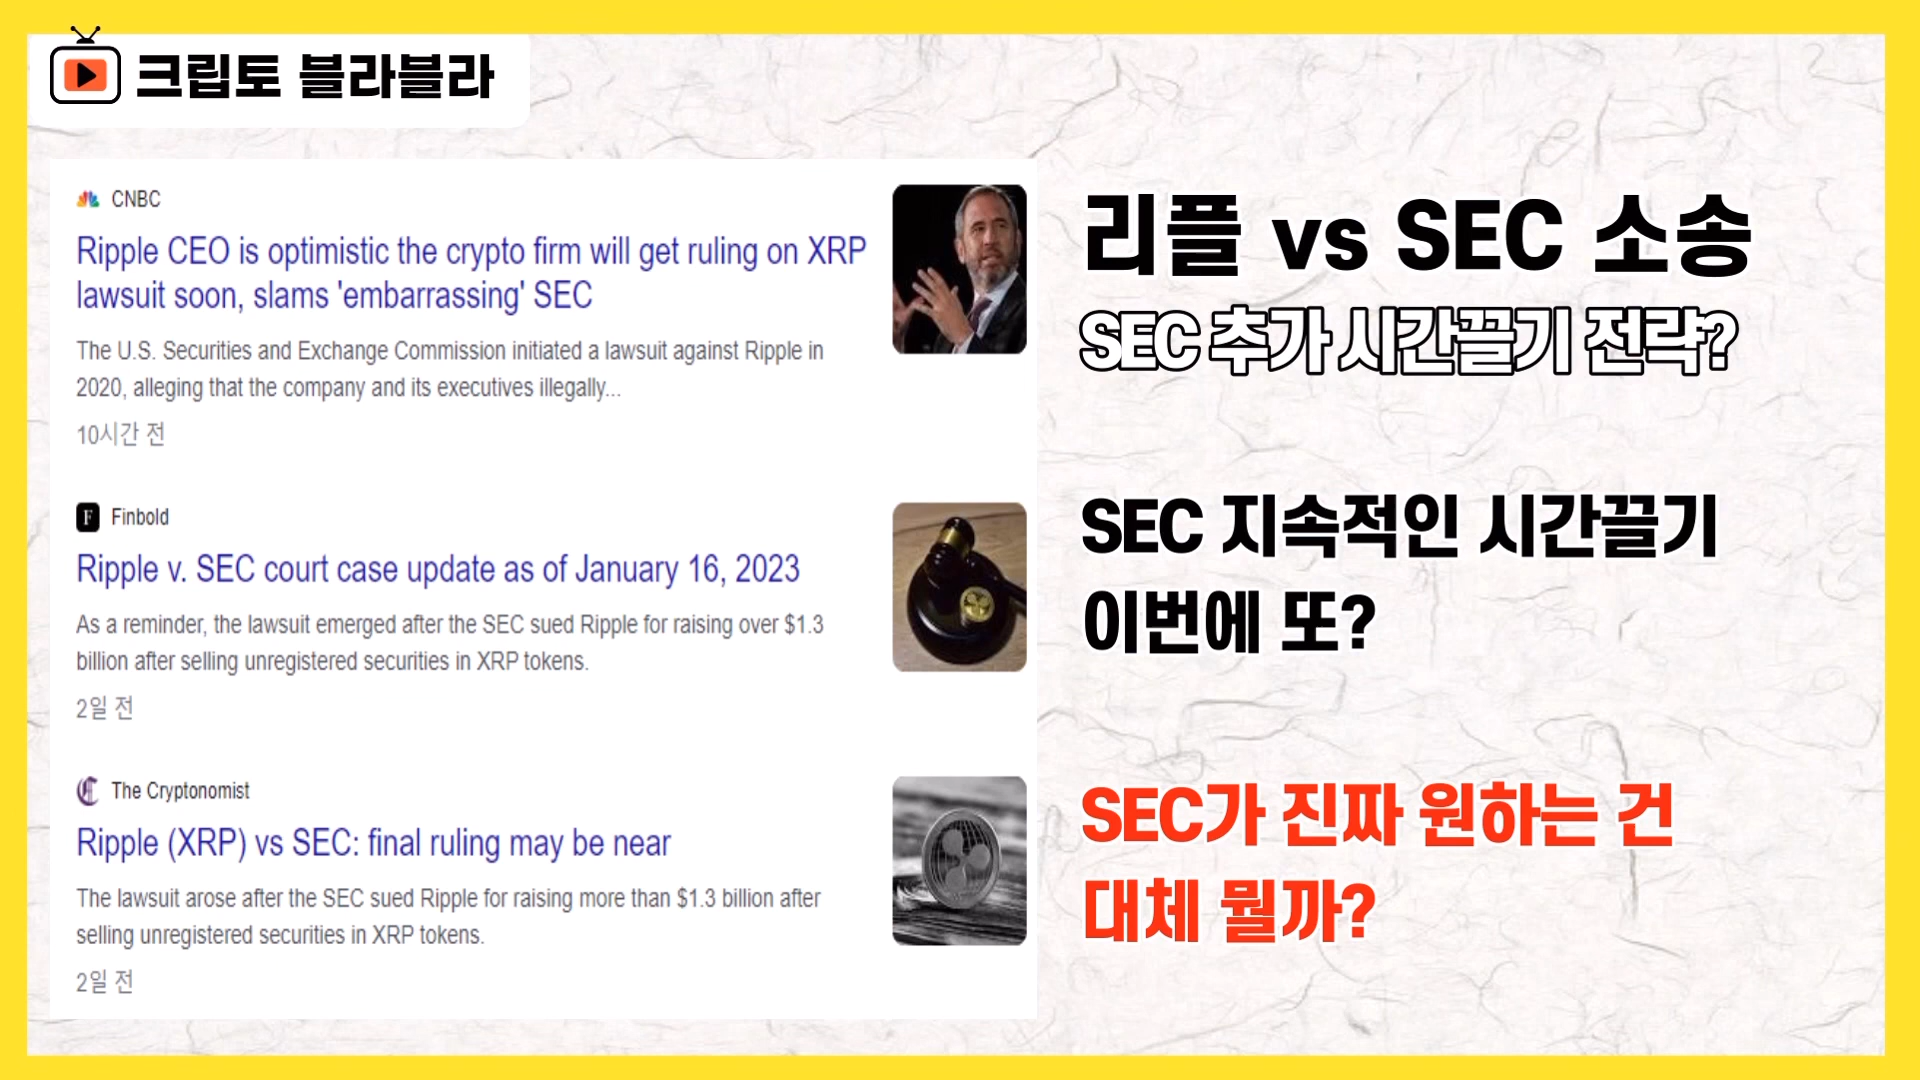 크립토 블라블라
CNBC
Ripple CEO is optimistic the crypto firm will get ruling on XRP
lawsuit soon, slams 'embarrassing' SEC
The U.S. Securities and Exchange Commission initiated a lawsuit against Ripple in
2020, alleging that the company and its executives illegally...
10시간 전
F Finbold
Ripple v. SEC court case update as of January 16, 2023
As a reminder, the lawsuit emerged after the SEC sued Ripple for raising over $1.3
billion after selling unregistered securities in XRP tokens.
2일 전
The Cryptonomist
Ripple (XRP) vs SEC: final ruling may be near
The lawsuit arose after the SEC sued Ripple for raising more than $1.3 billion after
selling unregistered securities in XRP tokens.
2일 전
리플 vs SEC 소송
SEC 추가 시간끌기 전략?
SEC 지속적인 시간끌기
이번에 또?
SEC가 진짜 원하는 건
대체 뭘까?